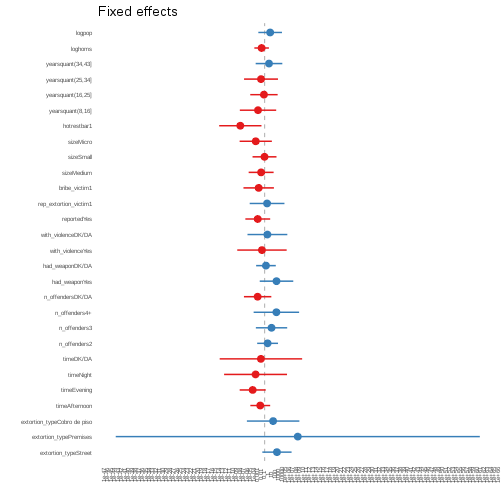 Fixed effects
logpop
loghoms
yearsquant(34,43]
yearsquant(25,34]
yearsquant(16,25]
yearsquant(8,16]
hotrestbar1
sizeMicro
sizeSmall
sizeMedium
bribe_victim1
rep_extortion_victim1
reportedYes
with_violenceDK/DA
with_violenceYes
had_weaponDK/DA
had_weaponYes
n_offendersDK/DA
n_offenders4+
n_offenders3
n_offenders2
timeDK/DA
timeNight
timeEvening
timeAfternoon
extortion_typeCobro de piso
extortion_typePremises
extortion_typeStreet